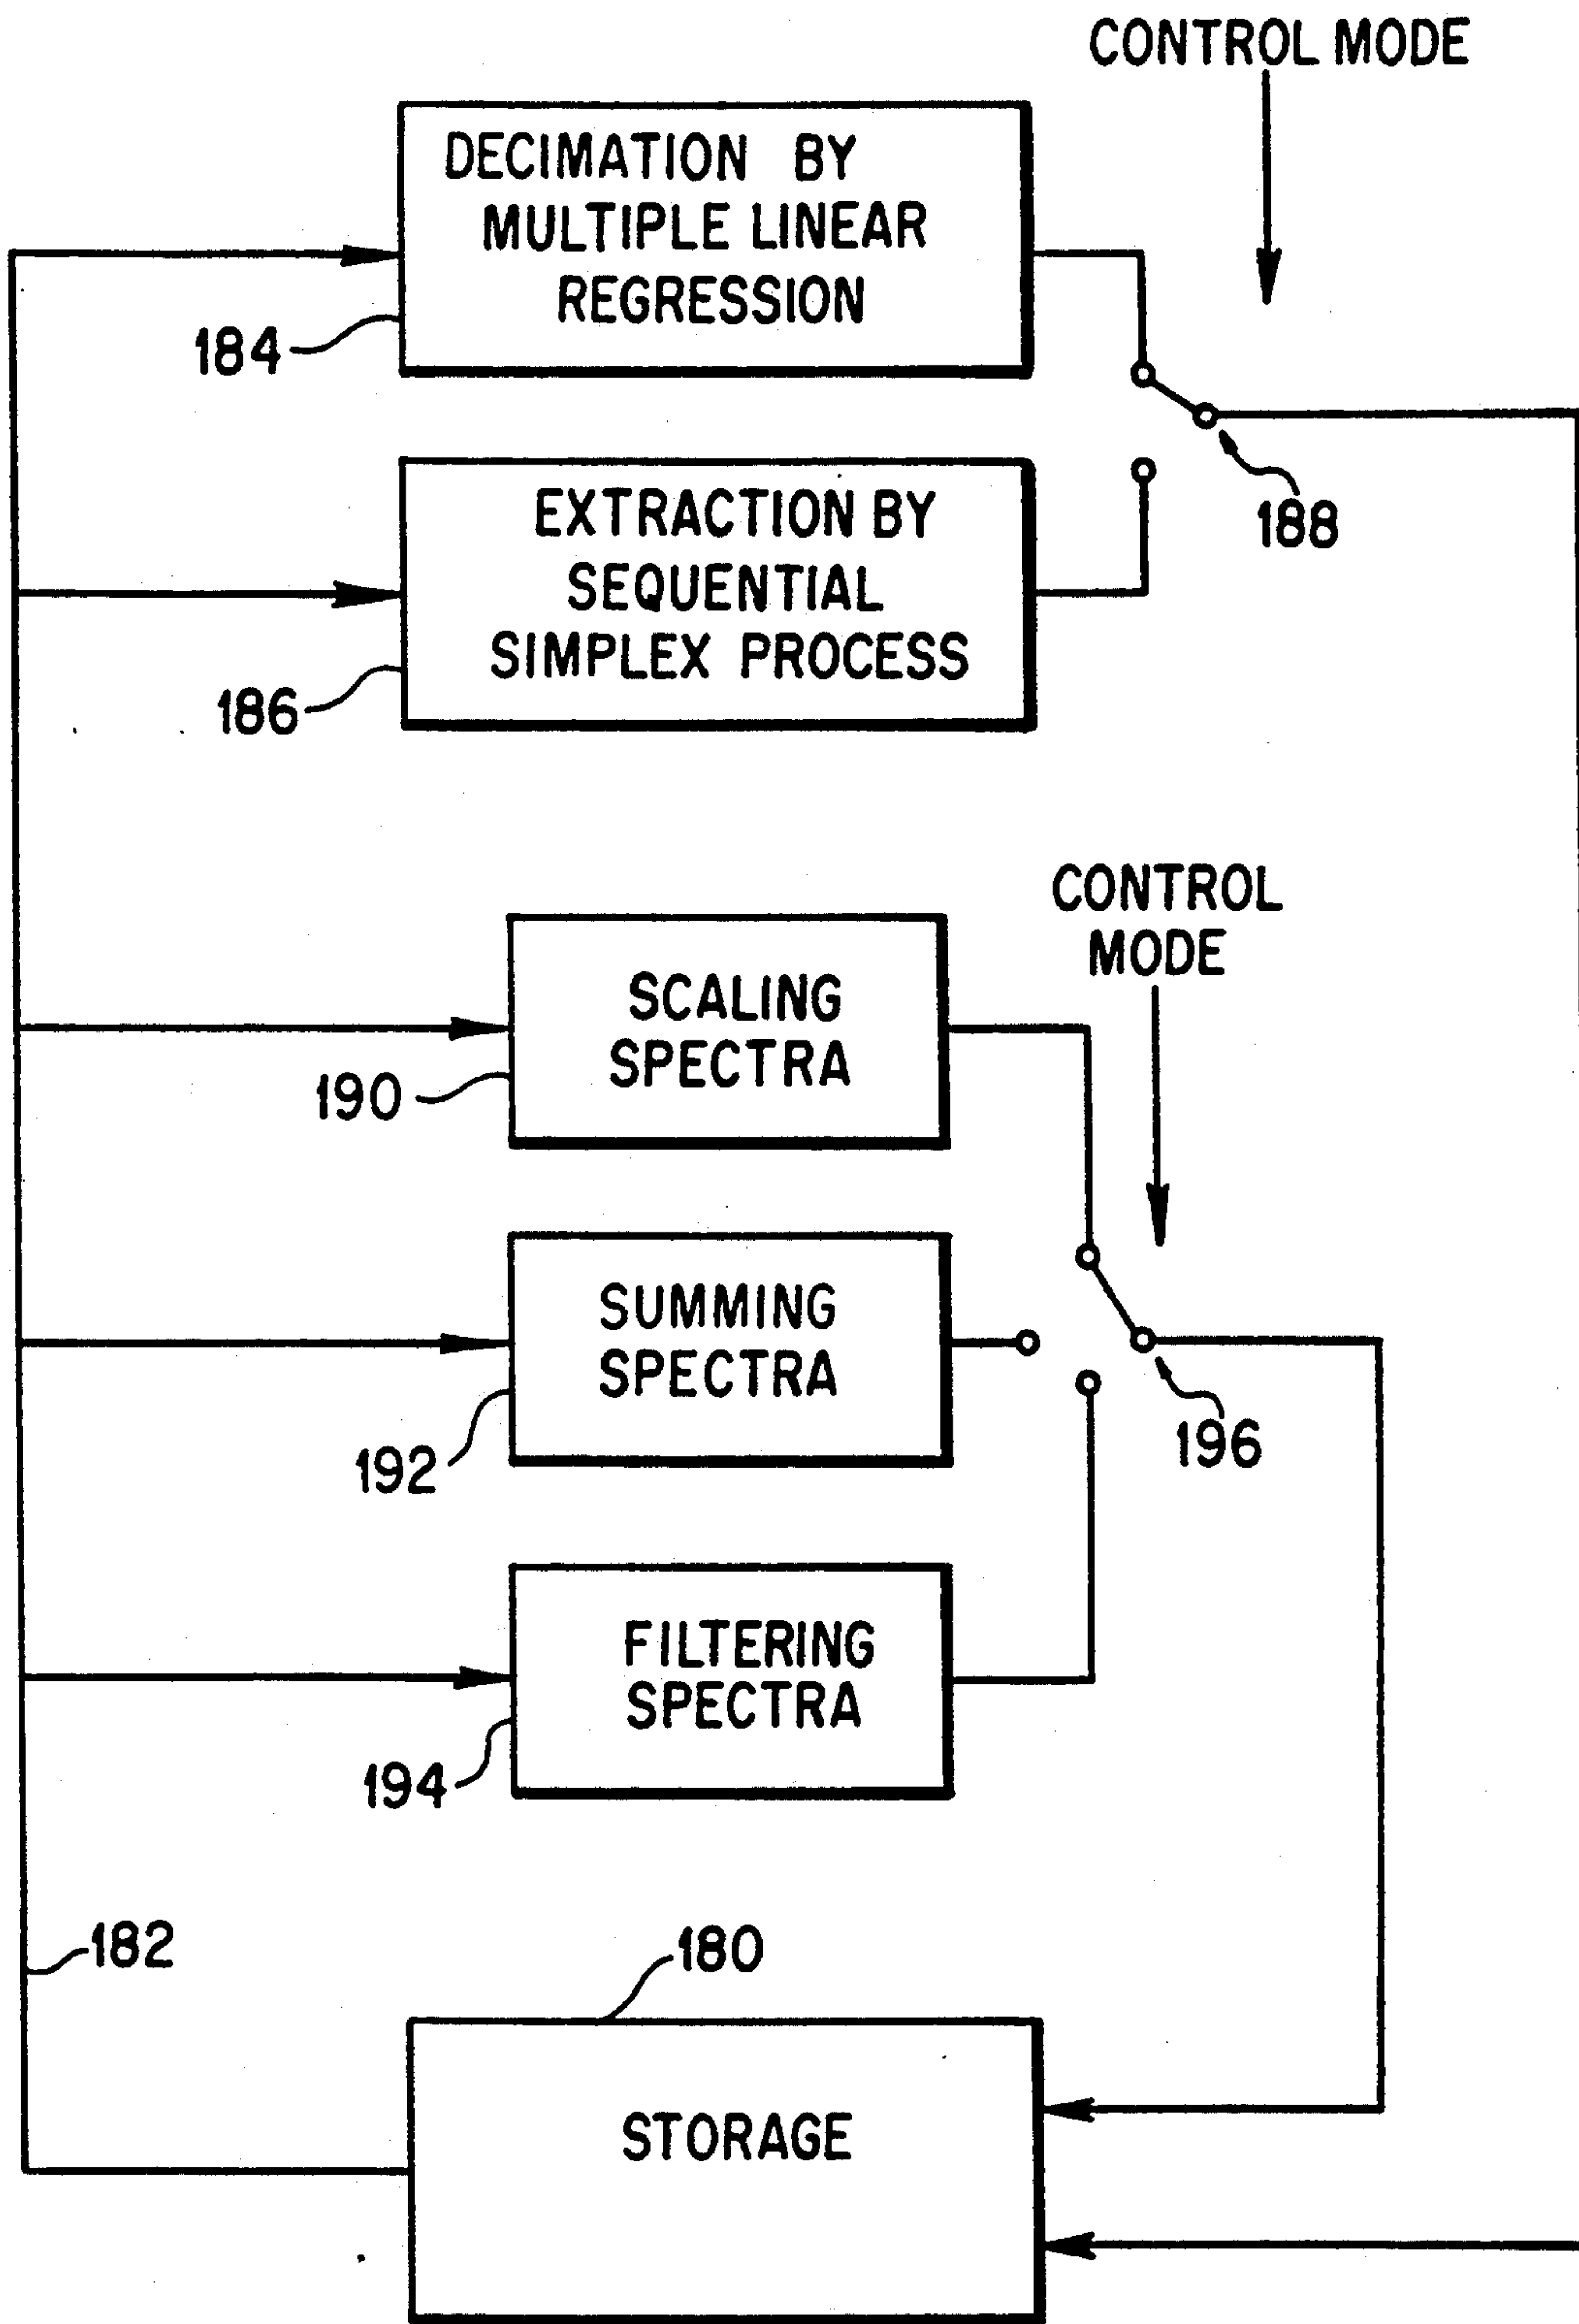 CONTROL MODE
DECIMATION BY
MULTIPLE LINEAR
REGRESSION
184
188
EXTRACTION BY
SEQUENTIAL
SIMPLEX PROCESS
186
CONTROL
MODE
SCALING
SPECTRA
190
SUMMING
SPECTRA
192
196
FILTERING
SPECTRA
194
182
180
STORAGE